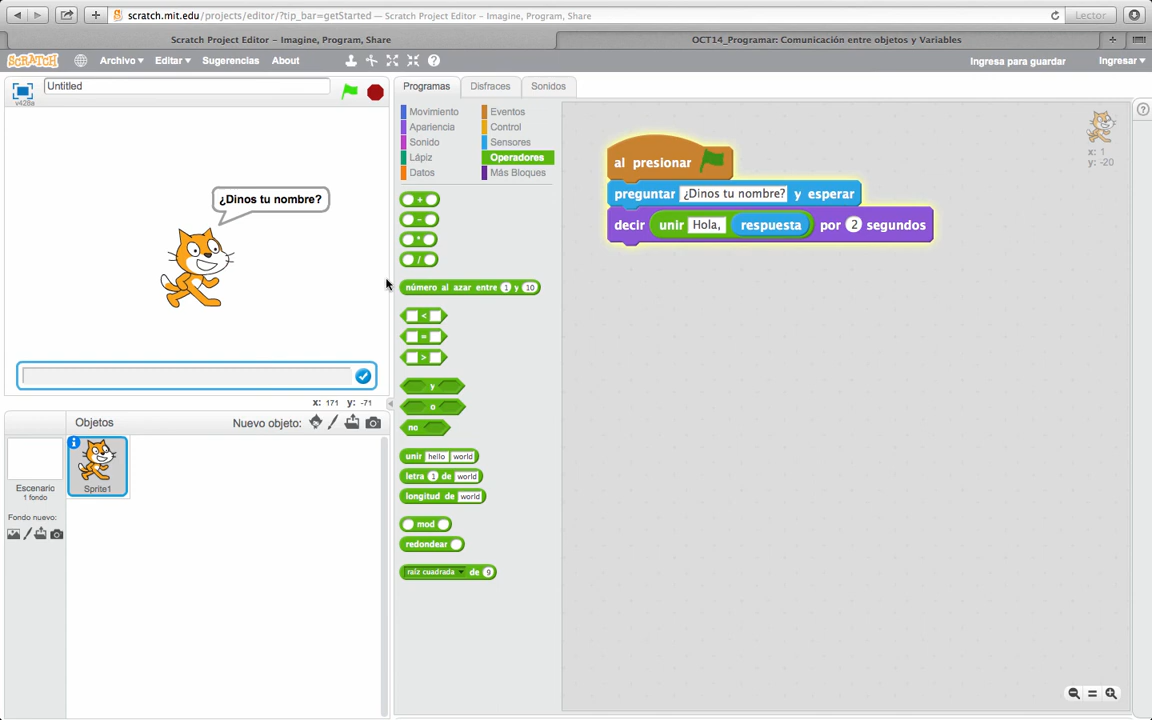 scratch.mit.edu/projects/editor/?tip_bar=getStarted — Scratch Project Editor – Imagine, Program, Share
Lector
Scratch Project Editor – Imagine, Program, Share
OCT14_Programar: Comunicación entre objetos y Variables
SCRATCH
Archivo
Editar
Sugerencias
About
Ingresa para guardar
Ingresar
v428a
Untitled
¿Dinos tu nombre?
x: 171 y: -71
Objetos
Nuevo objeto:
Escenario
1 fondo
Fondo nuevo:
Sprite1
Programas
Disfraces
Sonidos
Movimiento
Eventos
Apariencia
Control
Sonido
Sensores
Lápiz
Operadores
Datos
Más Bloques
+
-
*
/
número al azar entre 1 y 10
<
=
>
y
o
no
unir hello world
letra 1 de world
longitud de world
mod
redondear
raíz cuadrada de 9
al presionar
preguntar ¿Dinos tu nombre? y esperar
decir unir Hola, respuesta por 2 segundos
x: 1
y: -20